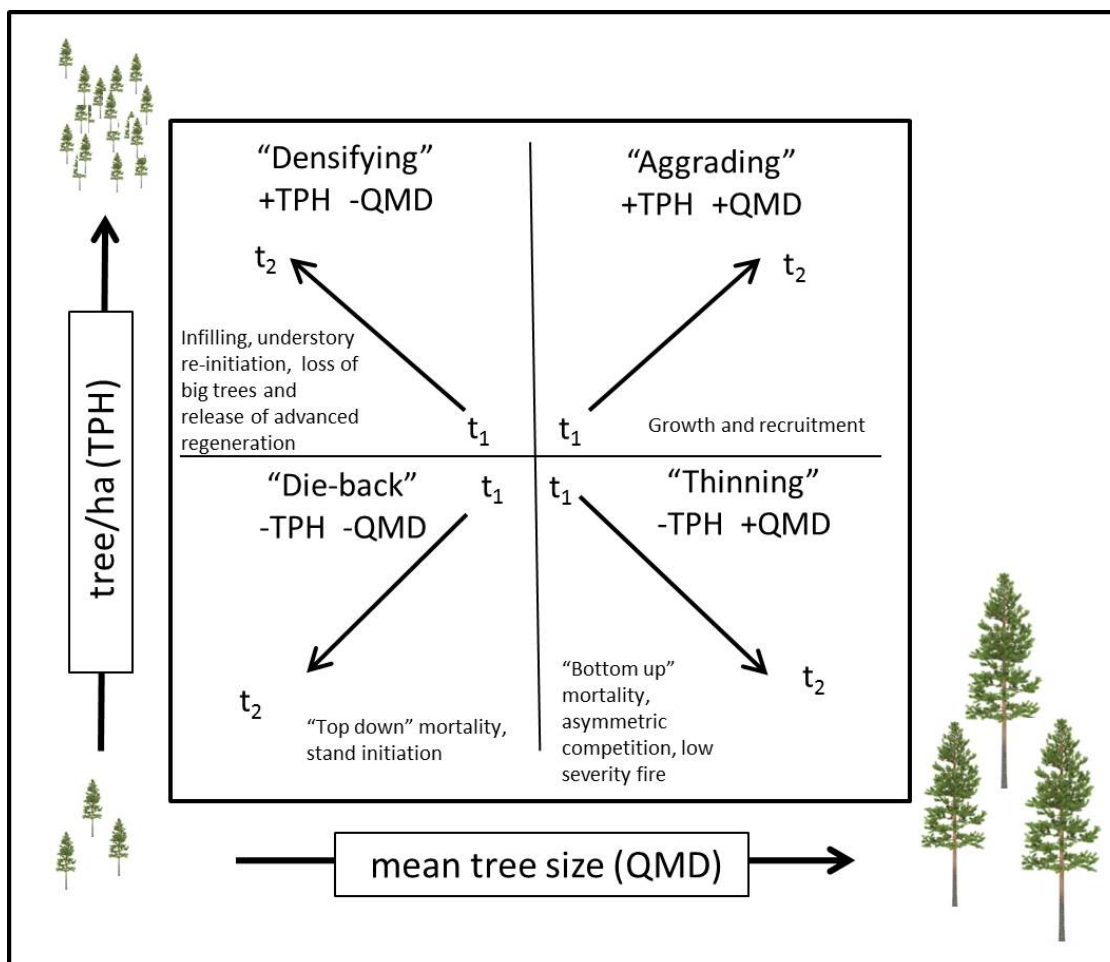 “Densifying”
+TPH -QMD
t2
Infilling, understory
re-initiation, loss of
big trees and
release of advanced
regeneration
t1
“Aggrading”
+TPH +QMD
t2
t1
Growth and recruitment
“Die-back”
-TPH -QMD
t1
t2
“Top down” mortality,
stand initiation
“Thinning”
-TPH +QMD
t1
t2
“Bottom up”
mortality,
asymmetric
competition, low
severity fire
tree/ha (TPH)
mean tree size (QMD)